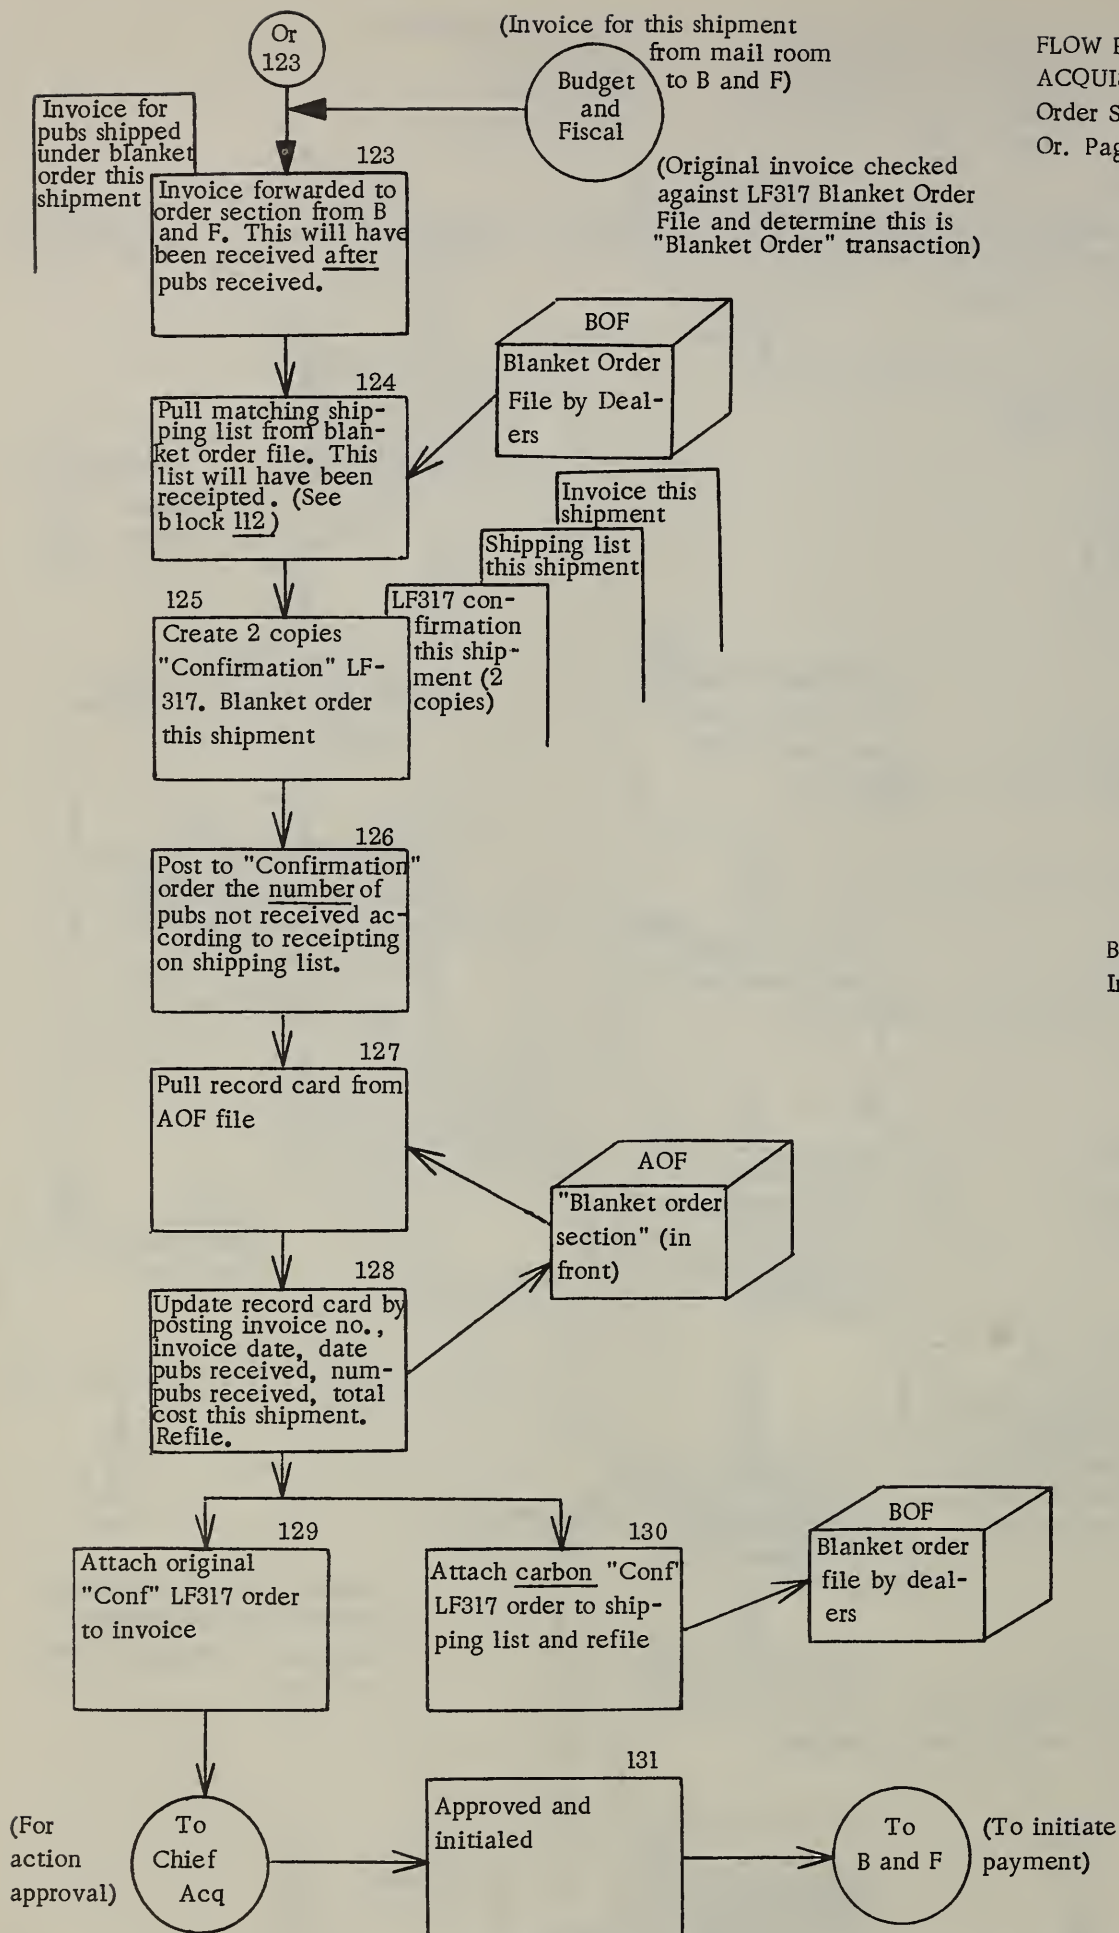 Or
123
(Invoice for this shipment
from mail room
to B and F)
Budget
and
Fiscal
FLOW
Order
Or.
Invoice for
pubs shipped
under blanket
order this
shipment
(Original invoice checked
against LF317 Blanket Order
File and determine this is
"Blanket Order" transaction)
123
Invoice forwarded to
order section from B
and F. This will have
been received after
pubs received.
BOF
Blanket Order
File by Deal-
ers
124
Pull matching ship-
ping list from blan-
ket order file. This
list will have been
receipted. (See
block 112)
Invoice this
shipment
Shipping list
this shipment
LF317 con-
firmation
this ship-
ment (2
copies)
125
Create 2 copies
"Confirmation" LF-
317. Blanket order
this shipment
126
Post to "Confirmation"
order the number of
pubs not received ac-
cording to receipting
on shipping list.
127
Pull record card from
AOF file
AOF
"Blanket order
section" (in
front)
128
Update record card by
posting invoice no.,
invoice date, date
pubs received, num-
pubs received, total
cost this shipment.
Refile.
129
Attach original
"Conf" LF317 order
to invoice
130
Attach carbon "Conf"
LF317 order to ship-
ping list and refile
BOF
Blanket order
file by deal-
ers
(For
action
approval)
To
Chief
Acq
131
Approved and
initialed
To
B and F
(To initiate
payment)